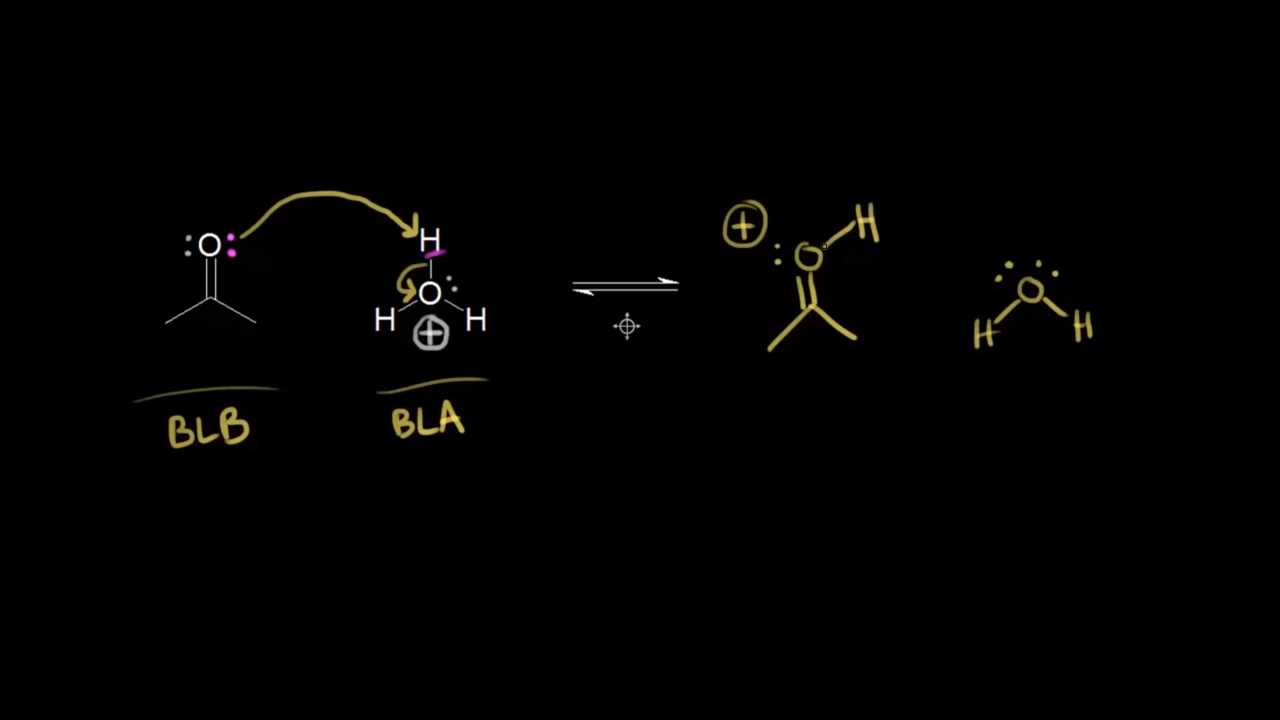 :O: H ⊕ :O H
O
H ⊕ H
H O H
BLB BLA